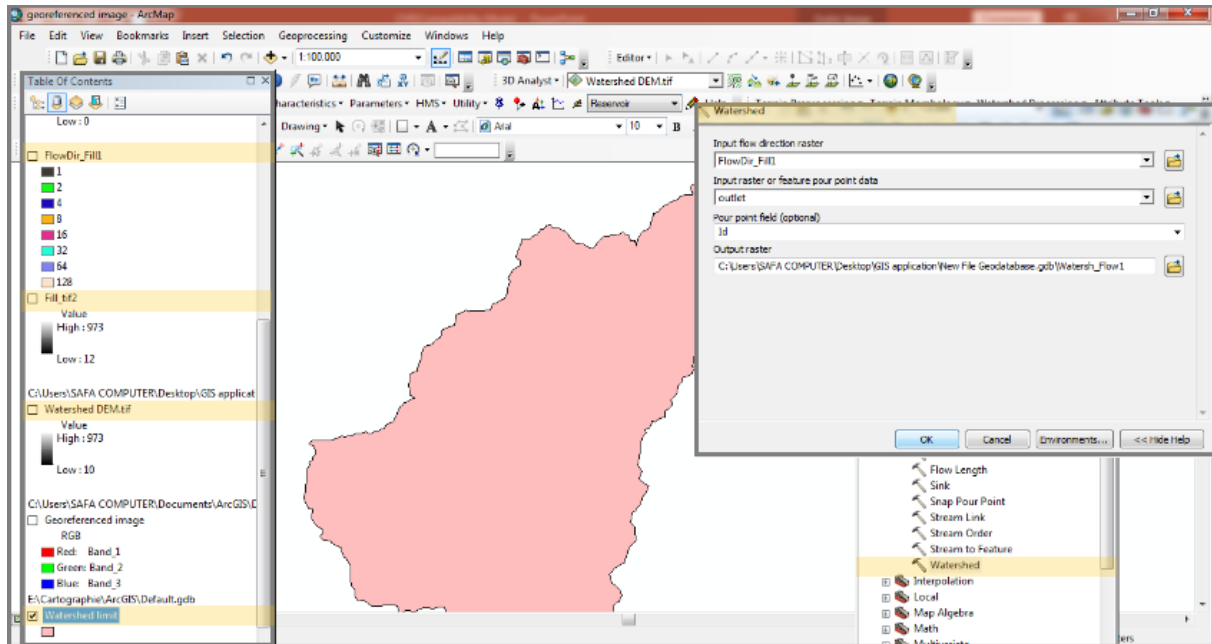 georeferenced image - ArcMap
File Edit View Bookmarks Insert Selection Geoprocessing Customize Windows Help
1:100.000
Editor
Table Of Contents
3D Analyst Watershed DEM.tif
haracteristics Parameters HMS Utility Reservoir
Drawing A Arial 10 B
Low : 0
FlowDir_Fill1
1
2
4
8
16
32
64
128
Fill_tif2
Value
High : 973
Low : 12
C:\Users\SAFA COMPUTER\Desktop\GIS applicat
Watershed DEM.tif
Value
High : 973
Low : 10
C:\Users\SAFA COMPUTER\Documents\ArcGIS\D
Georeferenced image
RGB
Red: Band_1
Green: Band_2
Blue: Band_3
E:\Cartographie\ArcGIS\Default.gdb
Watershed limit
Watershed
Input flow direction raster
FlowDir_Fill1
Input raster or feature pour point data
outlet
Pour point field (optional)
Id
Output raster
C:\Users\SAFA COMPUTER\Desktop\GIS application\New File Geodatabase.gdb\Watersh_Flow1
OK Cancel Environments... << Hide Help
Flow Length
Sink
Snap Pour Point
Stream Link
Stream Order
Stream to Feature
Watershed
Interpolation
Local
Map Algebra
Math